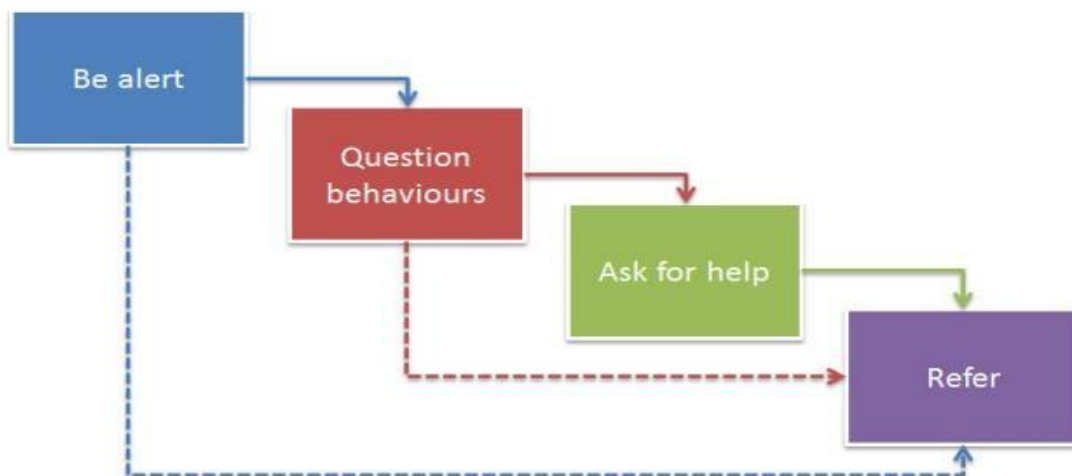 Be alert
Question
behaviours
Ask for help
Refer